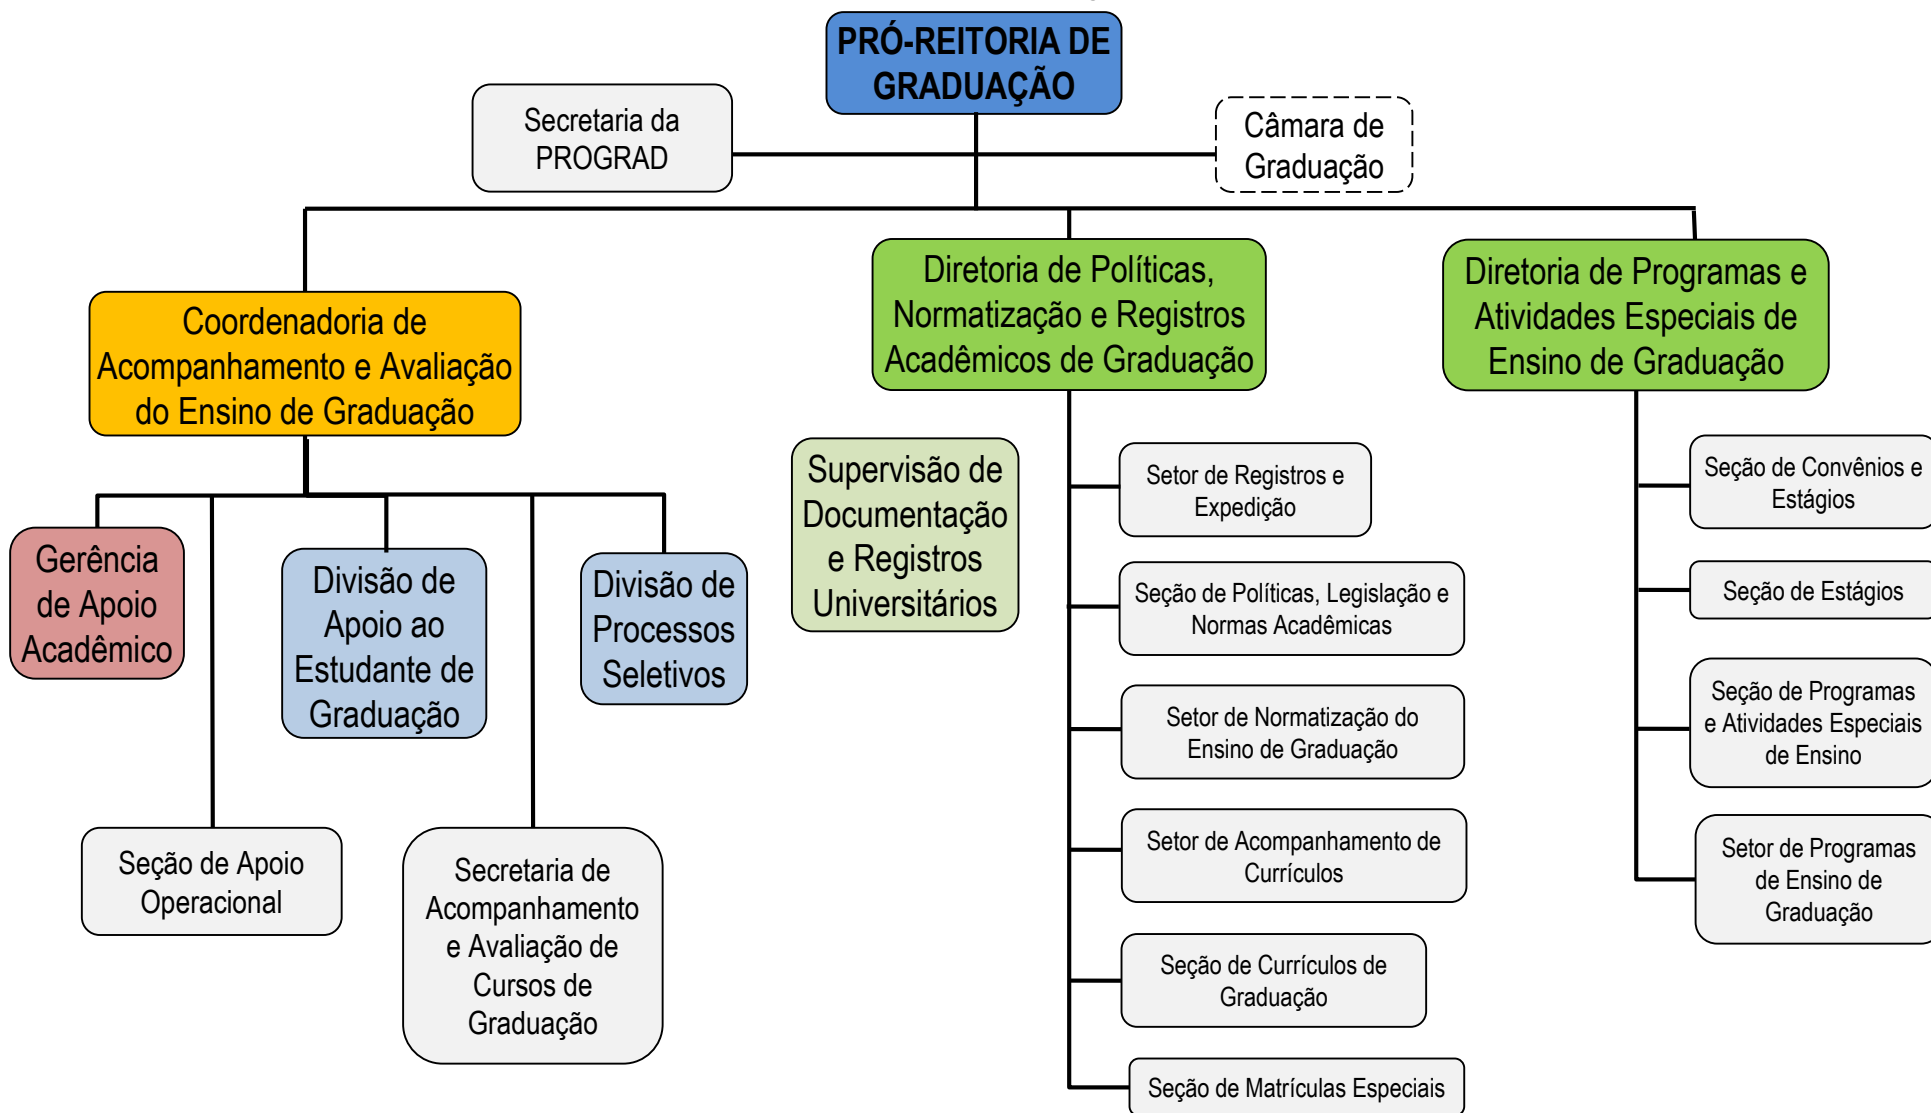 PRÓ-REITORIA DE
GRADUAÇÃO
Secretaria da
PROGRAD
Câmara de
Graduação
Coordenadoria de
Acompanhamento e Avaliação
do Ensino de Graduação
Diretoria de Políticas,
Normatização e Registros
Acadêmicos de Graduação
Diretoria de Programas e
Atividades Especiais de
Ensino de Graduação
Gerência
de Apoio
Acadêmico
Divisão de
Apoio ao
Estudante de
Graduação
Divisão de
Processos
Seletivos
Seção de Apoio
Operacional
Secretaria de
Acompanhamento
e Avaliação de
Cursos de
Graduação
Supervisão de
Documentação
e Registros
Universitários
Setor de Registros e
Expedição
Seção de Políticas, Legislação e
Normas Acadêmicas
Setor de Normatização do
Ensino de Graduação
Setor de Acompanhamento de
Currículos
Seção de Currículos de
Graduação
Seção de Matrículas Especiais
Seção de Convênios e
Estágios
Seção de Estágios
Seção de Programas
e Atividades Especiais
de Ensino
Setor de Programas
de Ensino de
Graduação